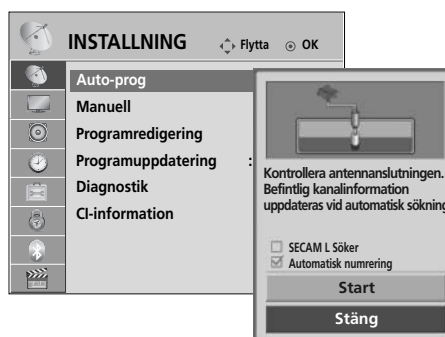 INSTALLNING Flytta OK
Auto-prog
Manuell
Programredigering
Programuppdatering :
Diagnostik
CI-information
Kontrollera antennanslutningen.
Befintlig kanalinformation
uppdateras vid automatisk sökning
SECAM L Söker
Automatisk numrering
Start
Stäng